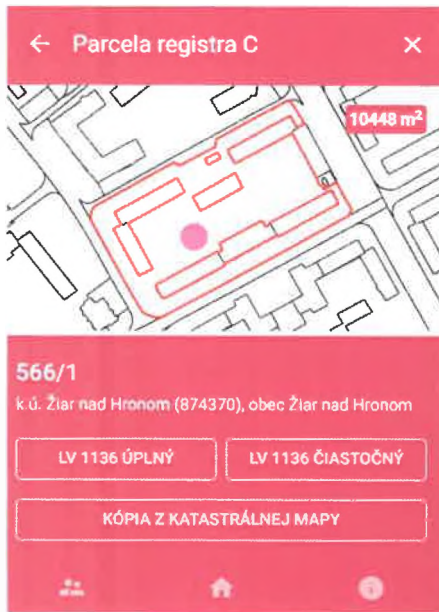 Parcela registra C
10448 m²
566/1
k.ú. Žiar nad Hronom (874370), obec Žiar nad Hronom
LV 1136 ÚPLNÝ
LV 1136 ČIASTOČNÝ
KÓPIA Z KATASTRÁLNEJ MAPY